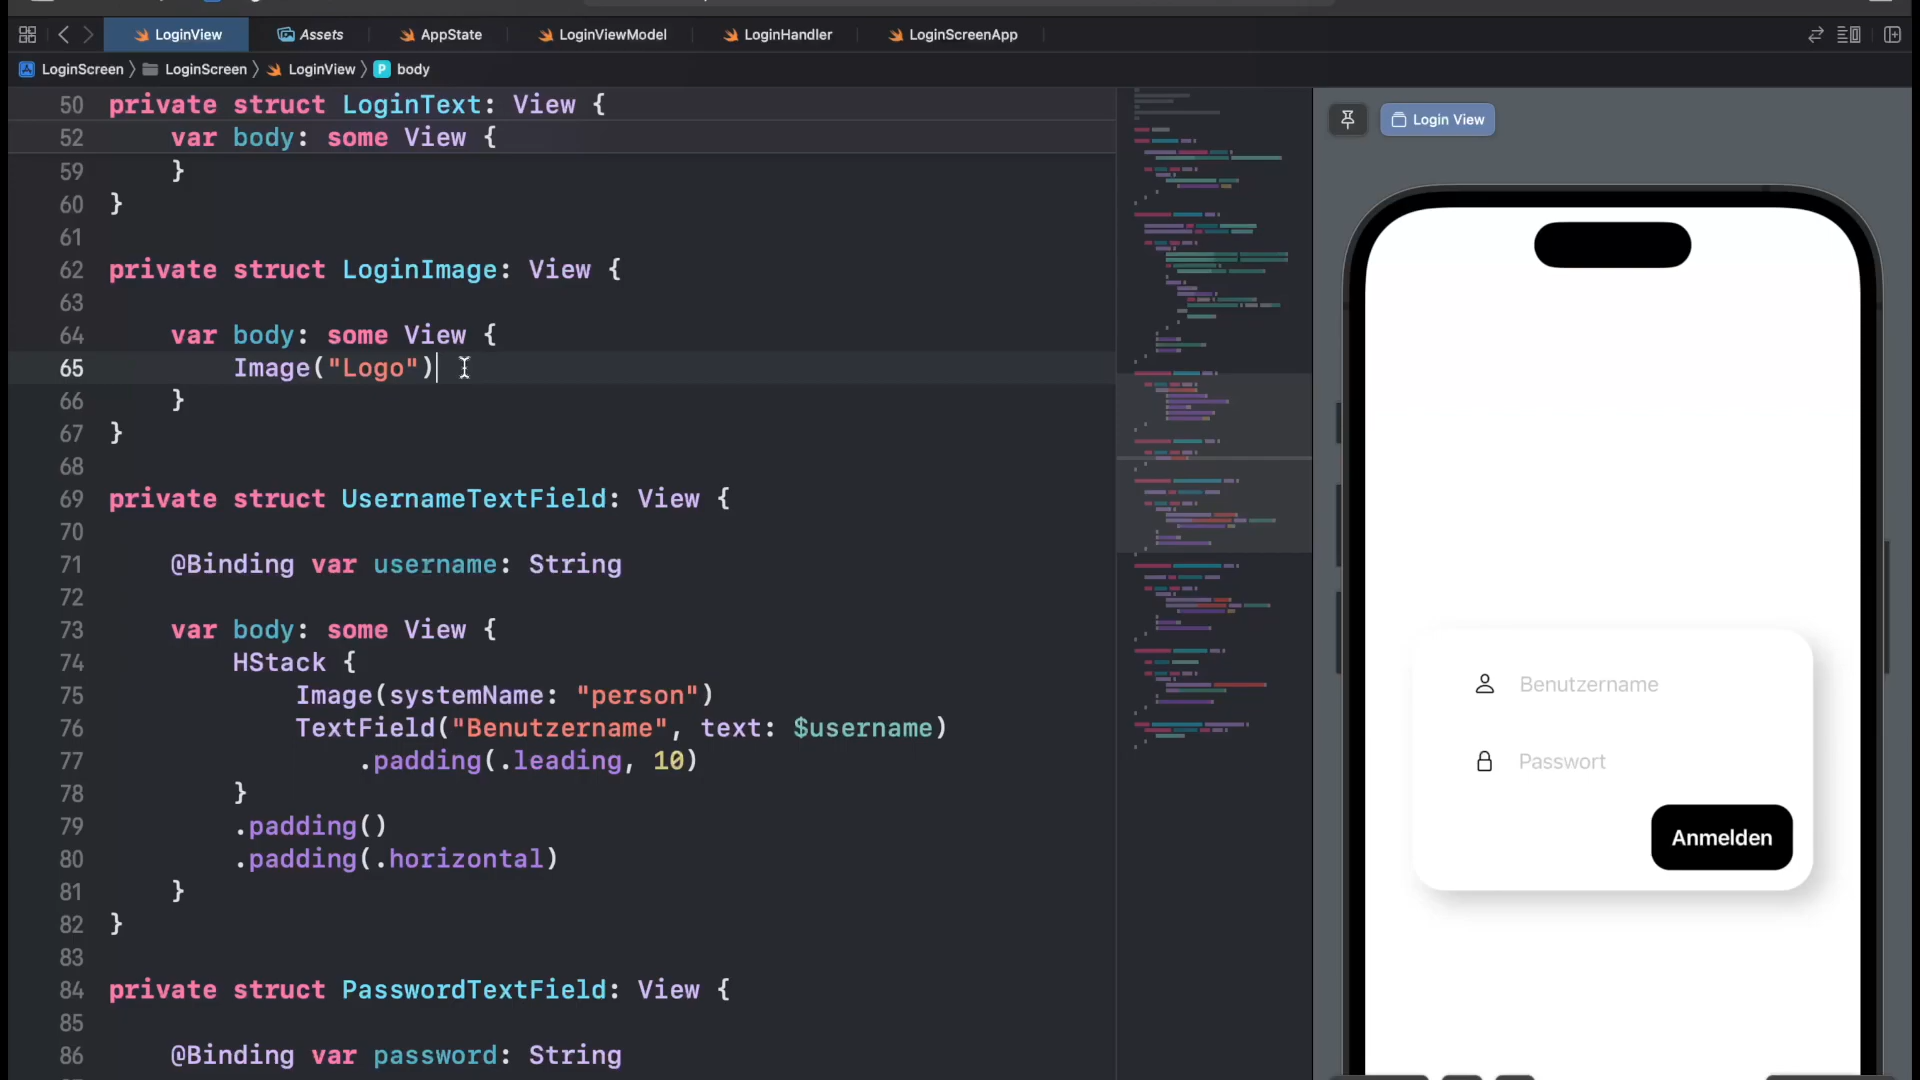 LoginView Assets AppState LoginViewModel LoginHandler LoginScreenApp
LoginScreen LoginScreen LoginView P body
50 private struct LoginText: View {
52 var body: some View {
59 }
60 }
61
62 private struct LoginImage: View {
63
64 var body: some View {
65 Image("Logo")
66 }
67 }
68
69 private struct UsernameTextField: View {
70
71 @Binding var username: String
72
73 var body: some View {
74 HStack {
75 Image(systemName: "person")
76 TextField("Benutzername", text: $username)
77 .padding(.leading, 10)
78 }
79 .padding()
80 .padding(.horizontal)
81 }
82 }
83
84 private struct PasswordTextField: View {
85
86 @Binding var password: String
Login View
Benutzername
Passwort
Anmelden